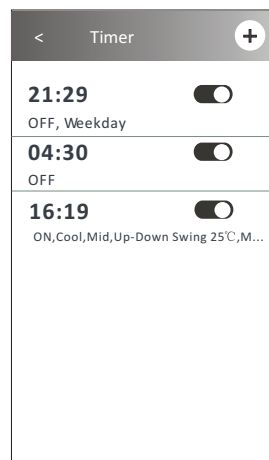 < Timer +
21:29
OFF, Weekday
04:30
OFF
16:19
ON,Cool,Mid,Up-Down Swing 25℃,M...